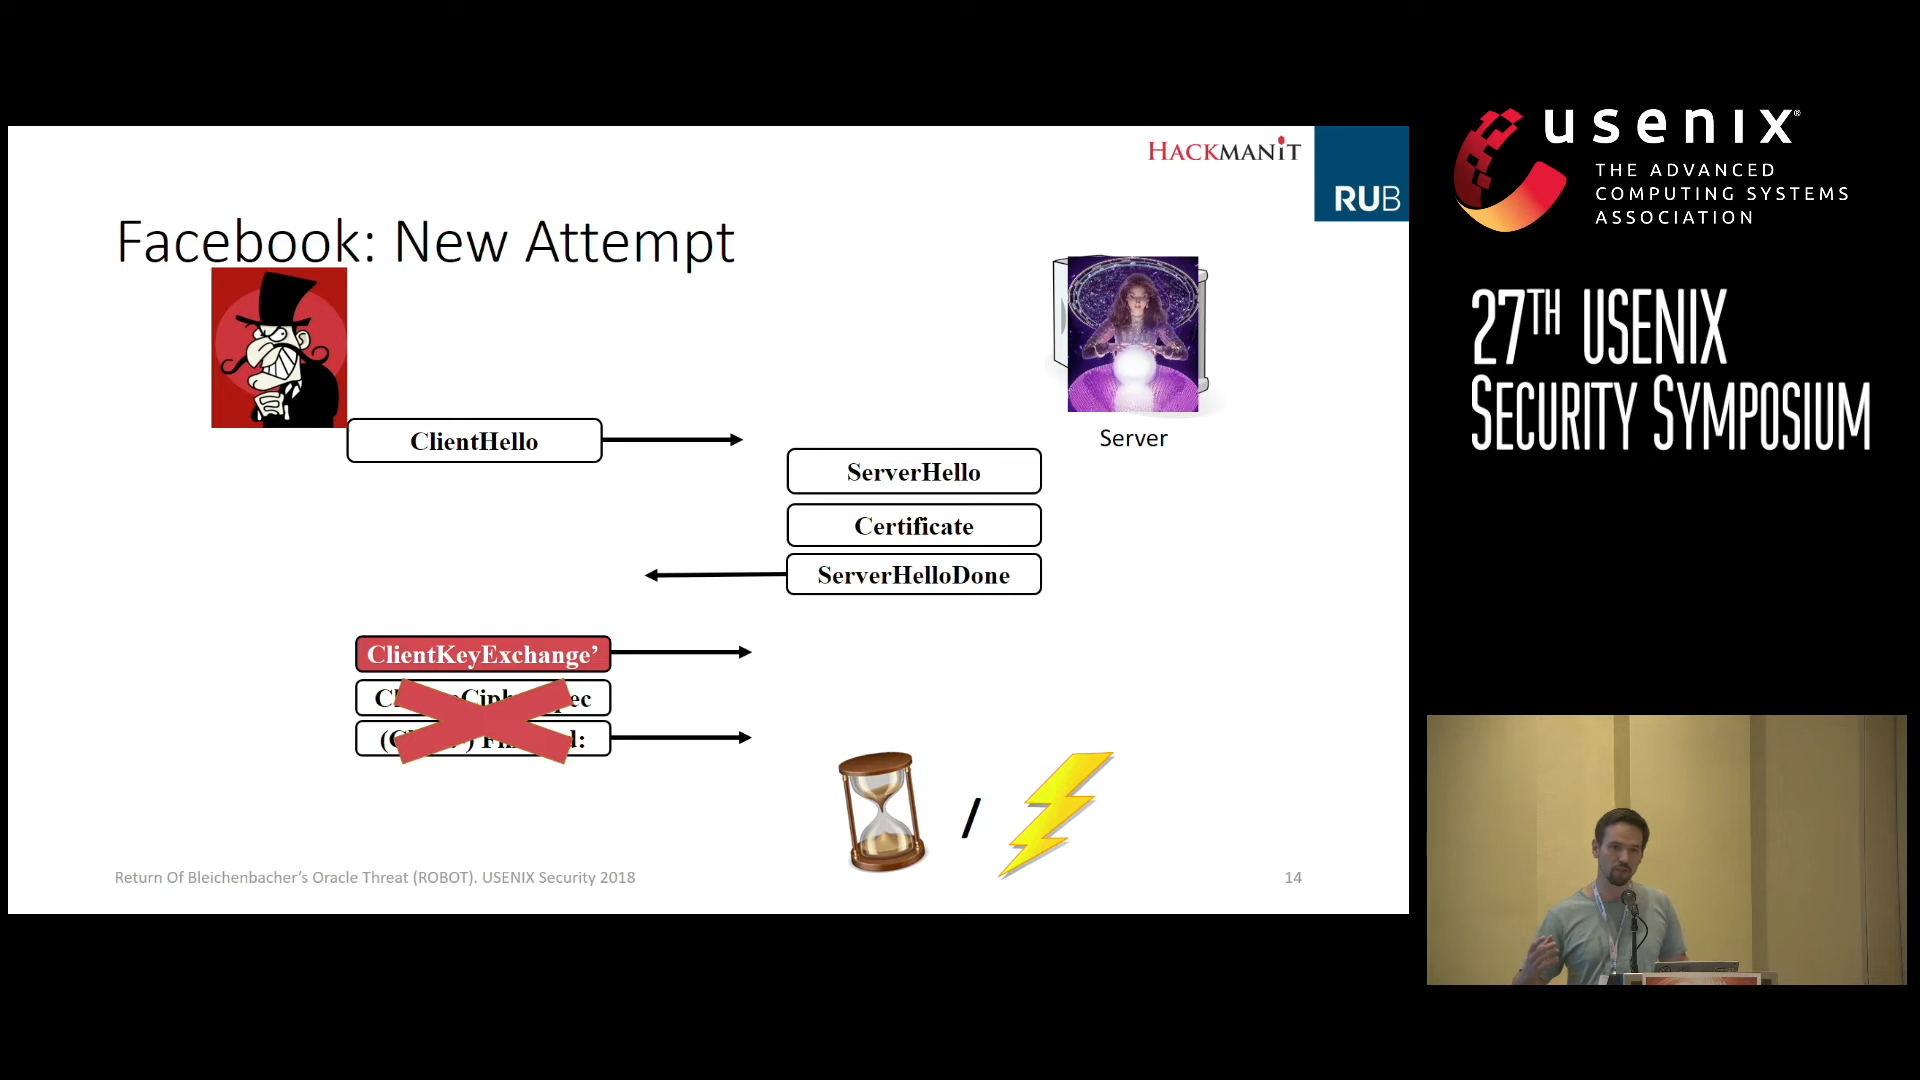 HACKMANIT
RUB
Facebook: New Attempt
Server
ClientHello
ServerHello
Certificate
ServerHelloDone
ClientKeyExchange’
/
Return Of Bleichenbacher’s Oracle Threat (ROBOT). USENIX Security 2018
14
usenix®
THE ADVANCED
COMPUTING SYSTEMS
ASSOCIATION
27TH USENIX
SECURITY SYMPOSIUM